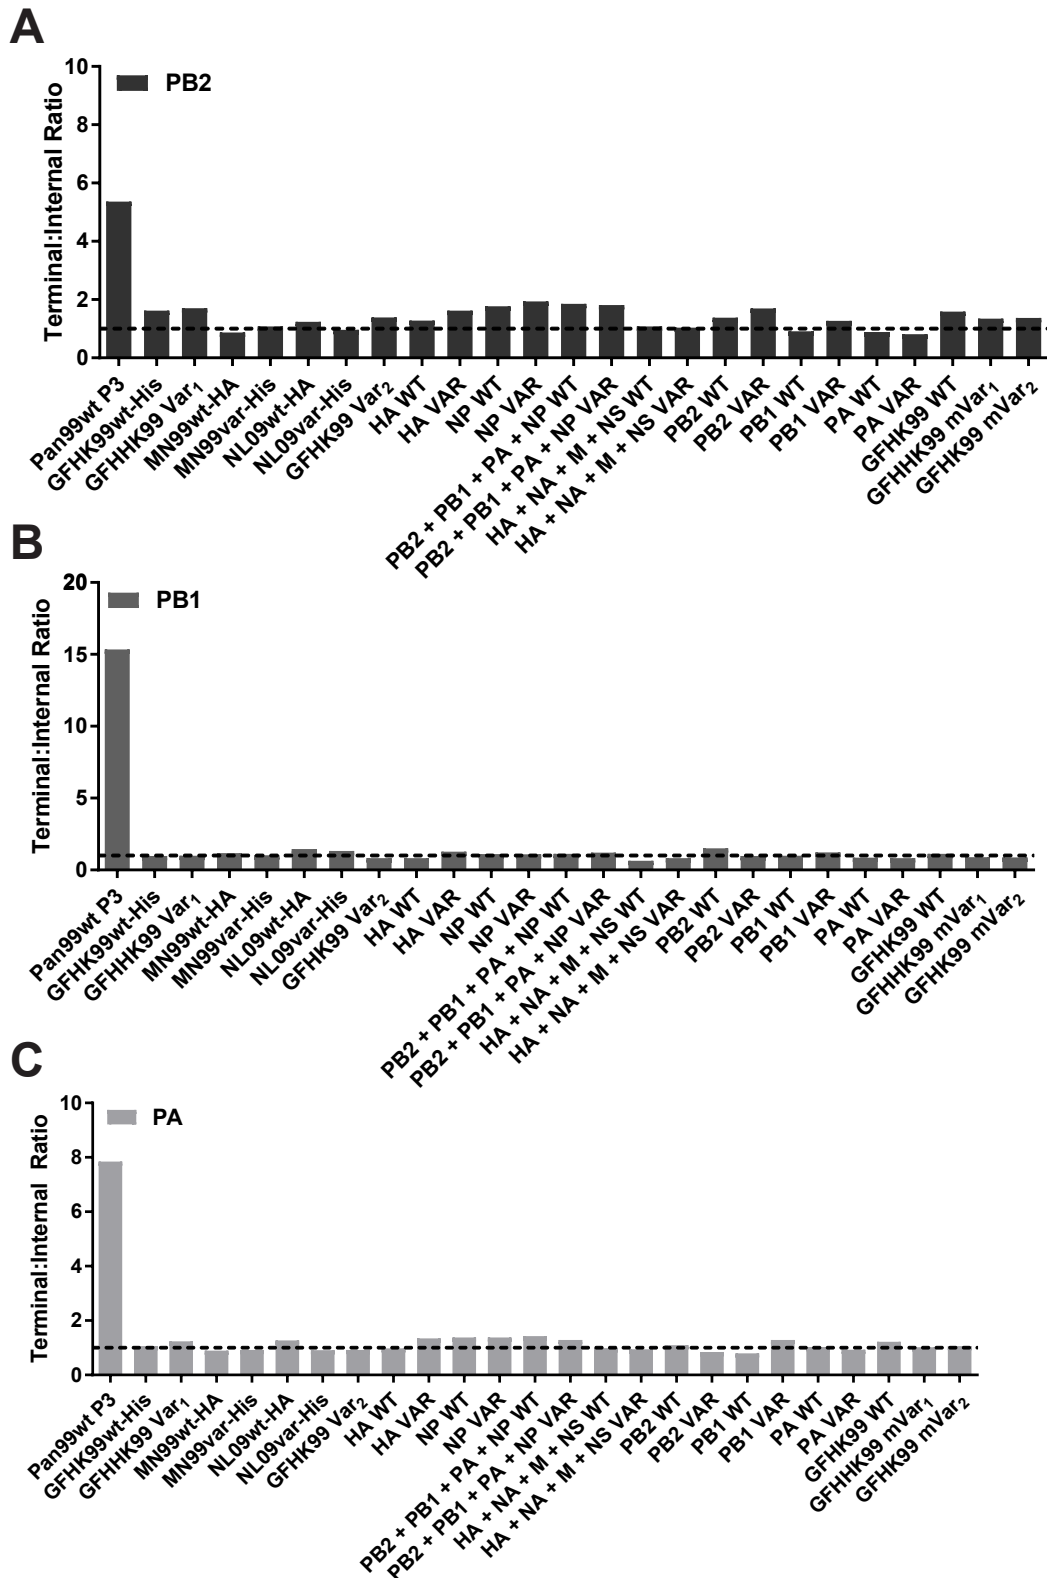 A
PB2
Terminal:Internal Ratio
10
8
6
4
2
0
Pan99wt P3
GFHK99wt-His
GFHHK99 Var1
MN99wt-HA
MN99var-His
NL09wt-HA
NL09var-His
GFHK99 Var2
HA WT
HA VAR
NP WT
NP VAR
PB2 + PB1 + PA + NP WT
PB2 + PB1 + PA + NP VAR
HA + NA + M + NS WT
HA + NA + M + NS VAR
PB2 WT
PB2 VAR
PB1 WT
PB1 VAR
PA WT
PA VAR
GFHK99 WT
GFHHK99 mVar1
GFHK99 mVar2
B
PB1
Terminal:Internal Ratio
20
15
10
5
0
Pan99wt P3
GFHK99wt-His
GFHHK99 Var1
MN99wt-HA
MN99var-His
NL09wt-HA
NL09var-His
GFHK99 Var2
HA WT
HA VAR
NP WT
NP VAR
PB2 + PB1 + PA + NP WT
PB2 + PB1 + PA + NP VAR
HA + NA + M + NS WT
HA + NA + M + NS VAR
PB2 WT
PB2 VAR
PB1 WT
PB1 VAR
PA WT
PA VAR
GFHK99 WT
GFHHK99 mVar1
GFHK99 mVar2
C
PA
Terminal:Internal Ratio
10
8
6
4
2
0
Pan99wt P3
GFHK99wt-His
GFHHK99 Var1
MN99wt-HA
MN99var-His
NL09wt-HA
NL09var-His
GFHK99 Var2
HA WT
HA VAR
NP WT
NP VAR
PB2 + PB1 + PA + NP WT
PB2 + PB1 + PA + NP VAR
HA + NA + M + NS WT
HA + NA + M + NS VAR
PB2 WT
PB2 VAR
PB1 WT
PB1 VAR
PA WT
PA VAR
GFHK99 WT
GFHHK99 mVar1
GFHK99 mVar2